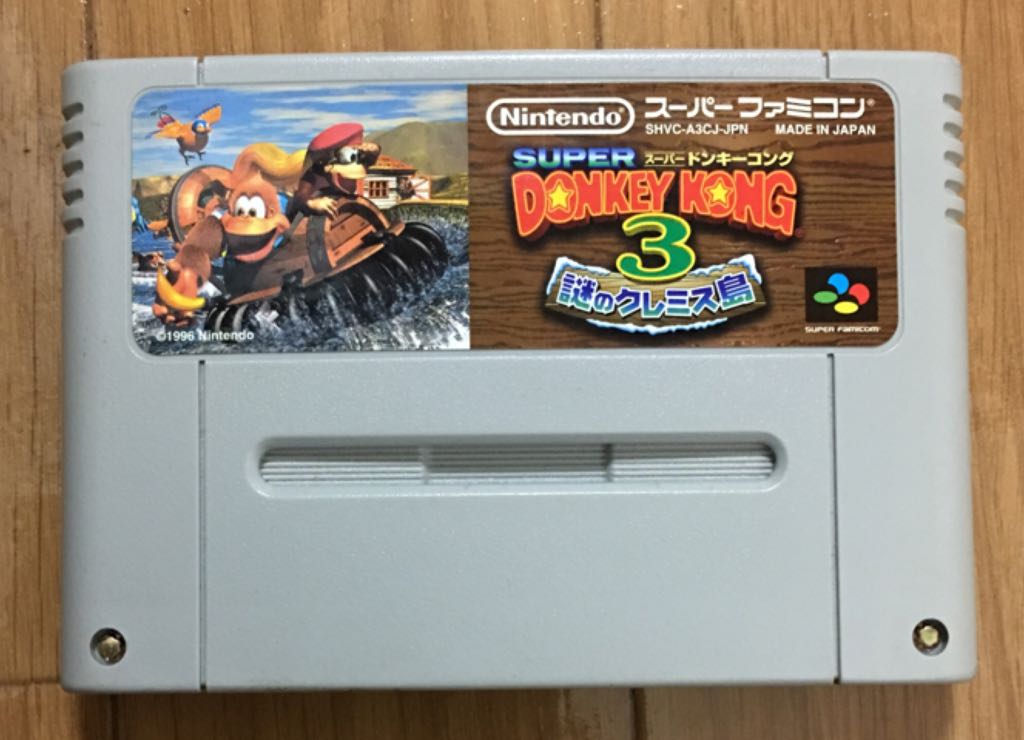 Nintendo® スーパーファミコン®
SHVC-A3CJ-JPN MADE IN JAPAN
SUPER スーパードンキーコング
DONKEY KONG
3
謎のクレミス島
SUPER FAMICOM
©1996 Nintendo